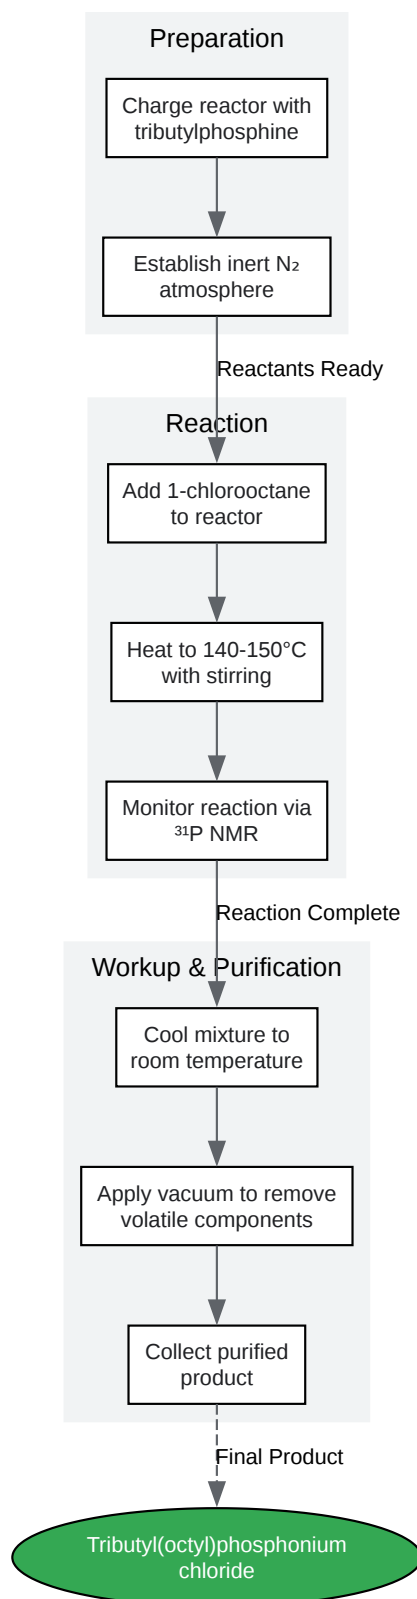 Preparation
Charge reactor with
tributylphosphine
Establish inert N₂
atmosphere
Reactants Ready
Reaction
Add 1-chlorooctane
to reactor
Heat to 140-150°C
with stirring
Monitor reaction via
³¹P NMR
Reaction Complete
Workup & Purification
Cool mixture to
room temperature
Apply vacuum to remove
volatile components
Collect purified
product
Final Product
Tributyl(octyl)phosphonium
chloride